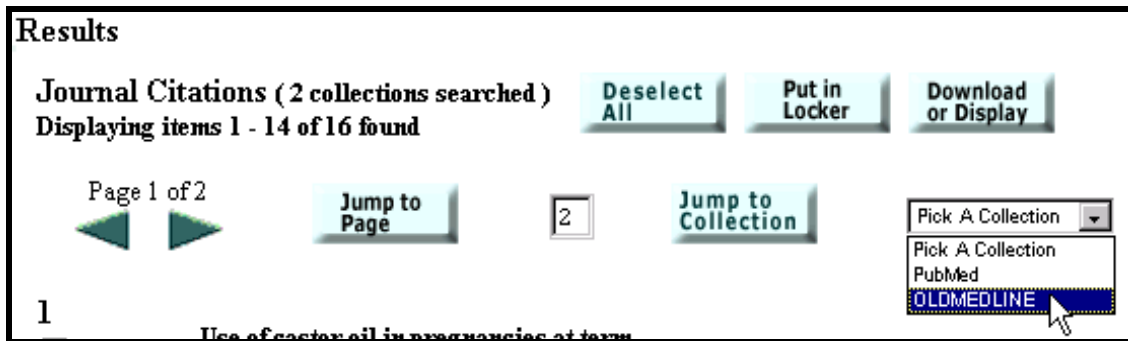 Results
Journal Citations ( 2 collections searched )
Displaying items 1 - 14 of 16 found
Deselect
All
Put in
Locker
Download
or Display
Page 1 of 2
Jump to
Page
2
Jump to
Collection
Pick A Collection
Pick A Collection
PubMed
OLDMEDLINE
1
Use of castor oil in pregnancies at term